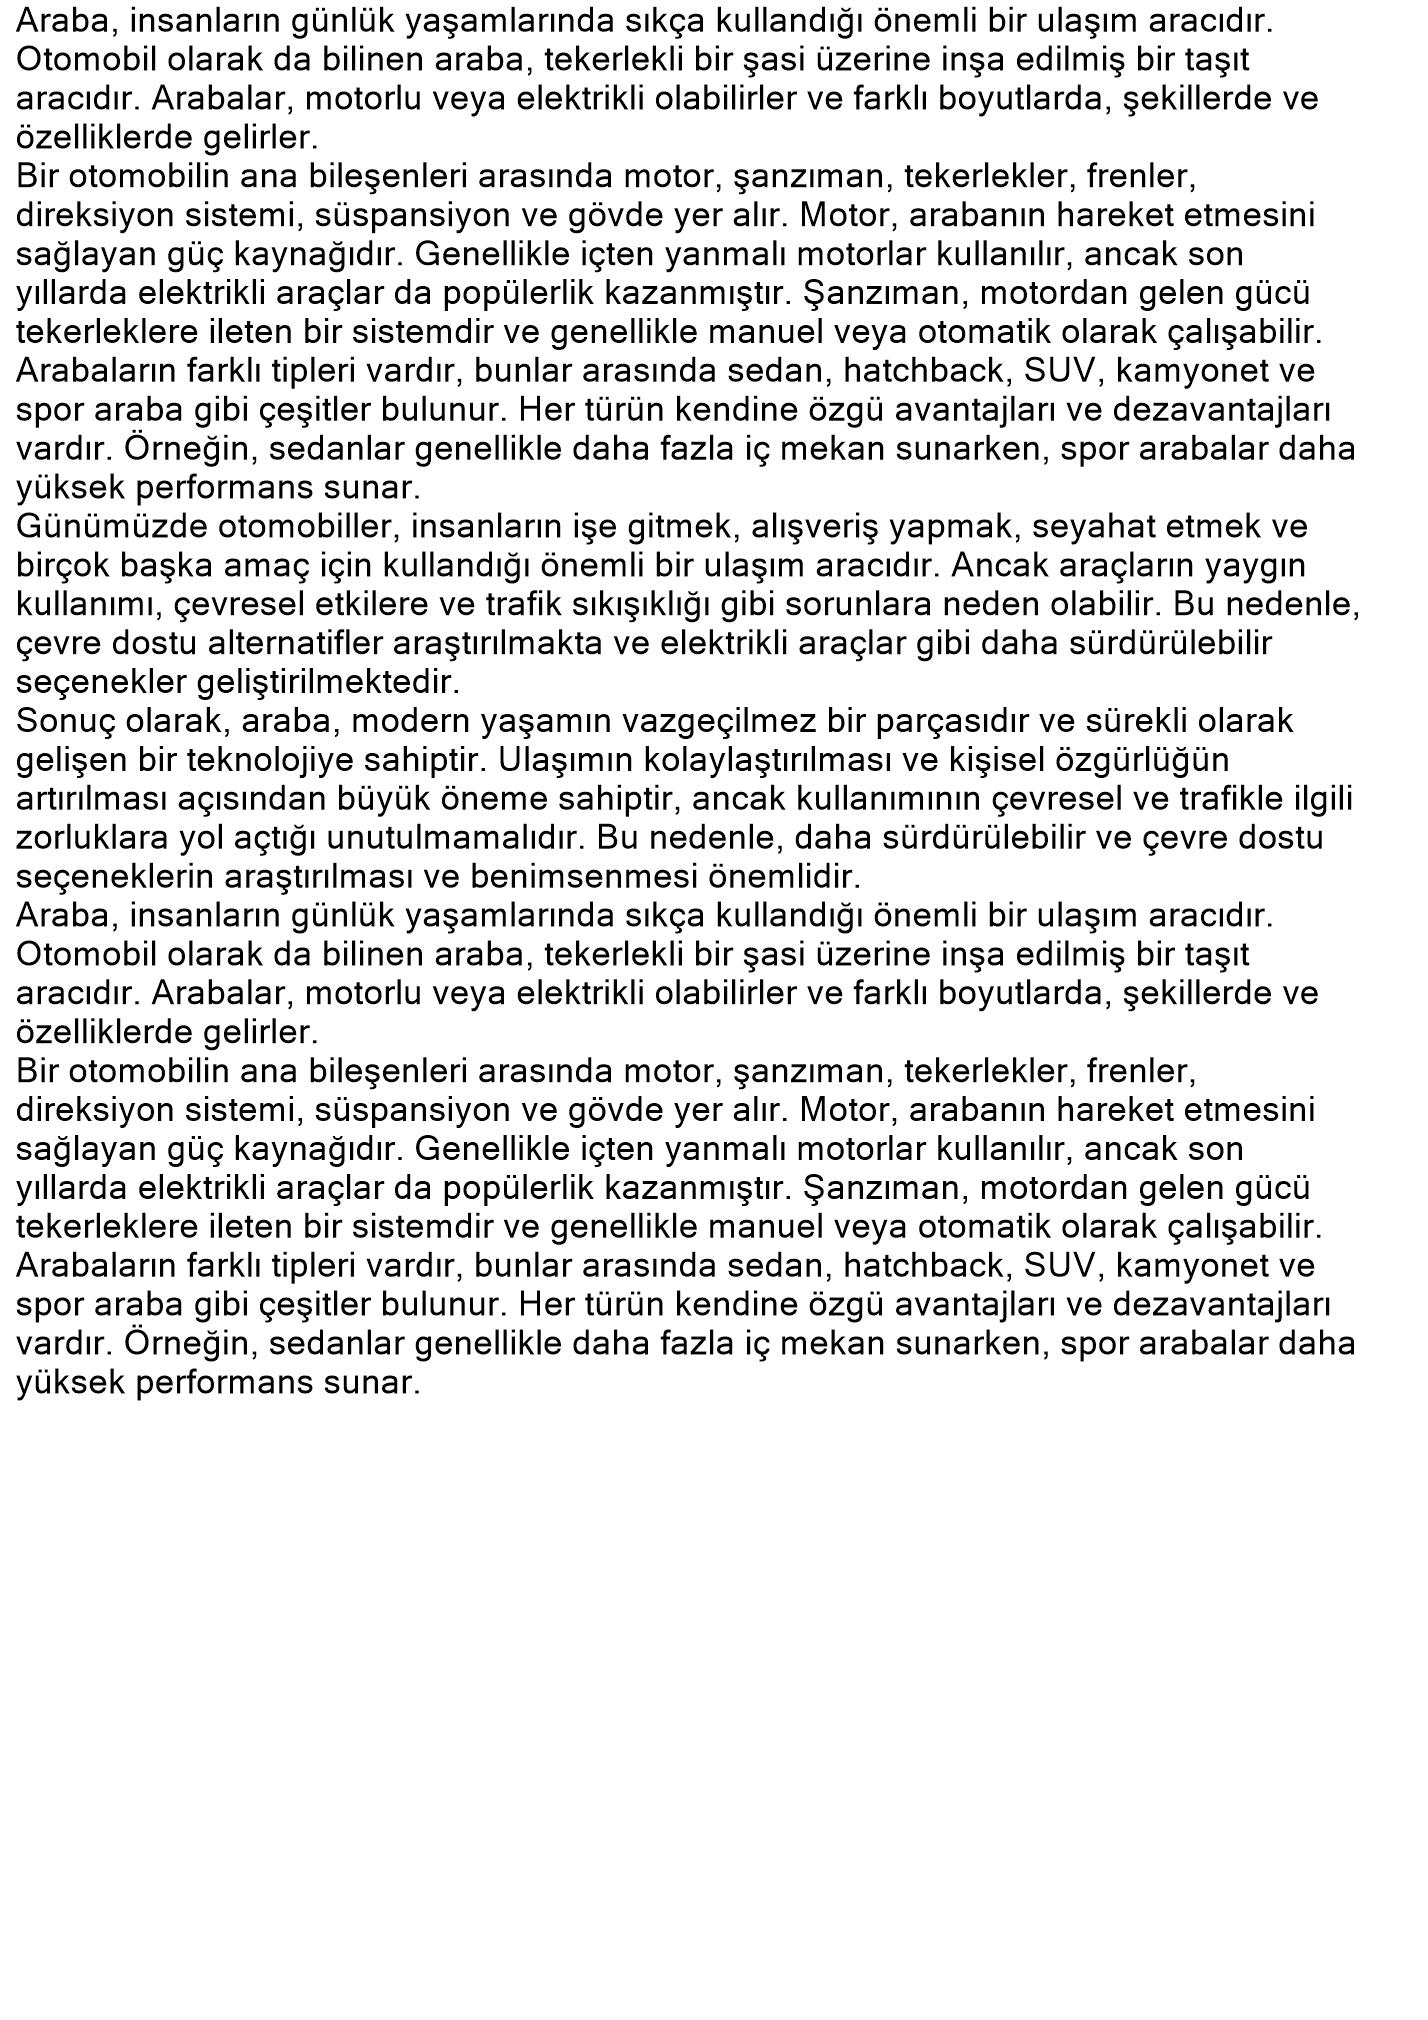 Araba, insanların günlük yaşamlarında sıkça kullandığı önemli bir ulaşım aracıdır.
Otomobil olarak da bilinen araba, tekerlekli bir şasi üzerine inşa edilmiş bir taşıt
aracıdır. Arabalar, motorlu veya elektrikli olabilirler ve farklı boyutlarda, şekillerde ve
özelliklerde gelirler.
Bir otomobilin ana bileşenleri arasında motor, şanzıman, tekerlekler, frenler,
direksiyon sistemi, süspansiyon ve gövde yer alır. Motor, arabanın hareket etmesini
sağlayan güç kaynağıdır. Genellikle içten yanmalı motorlar kullanılır, ancak son
yıllarda elektrikli araçlar da popülerlik kazanmıştır. Şanzıman, motordan gelen gücü
tekerleklere ileten bir sistemdir ve genellikle manuel veya otomatik olarak çalışabilir.
Arabaların farklı tipleri vardır, bunlar arasında sedan, hatchback, SUV, kamyonet ve
spor araba gibi çeşitler bulunur. Her türün kendine özgü avantajları ve dezavantajları
vardır. Örneğin, sedanlar genellikle daha fazla iç mekan sunarken, spor arabalar daha
yüksek performans sunar.
Günümüzde otomobiller, insanların işe gitmek, alışveriş yapmak, seyahat etmek ve
birçok başka amaç için kullandığı önemli bir ulaşım aracıdır. Ancak araçların yaygın
kullanımı, çevresel etkilere ve trafik sıkışıklığı gibi sorunlara neden olabilir. Bu nedenle,
çevre dostu alternatifler araştırılmakta ve elektrikli araçlar gibi daha sürdürülebilir
seçenekler geliştirilmektedir.
Sonuç olarak, araba, modern yaşamın vazgeçilmez bir parçasıdır ve sürekli olarak
gelişen bir teknolojiye sahiptir. Ulaşımın kolaylaştırılması ve kişisel özgürlüğün
artırılması açısından büyük öneme sahiptir, ancak kullanımının çevresel ve trafikle ilgili
zorluklara yol açtığı unutulmamalıdır. Bu nedenle, daha sürdürülebilir ve çevre dostu
seçeneklerin araştırılması ve benimsenmesi önemlidir.
Araba, insanların günlük yaşamlarında sıkça kullandığı önemli bir ulaşım aracıdır.
Otomobil olarak da bilinen araba, tekerlekli bir şasi üzerine inşa edilmiş bir taşıt
aracıdır. Arabalar, motorlu veya elektrikli olabilirler ve farklı boyutlarda, şekillerde ve
özelliklerde gelirler.
Bir otomobilin ana bileşenleri arasında motor, şanzıman, tekerlekler, frenler,
direksiyon sistemi, süspansiyon ve gövde yer alır. Motor, arabanın hareket etmesini
sağlayan güç kaynağıdır. Genellikle içten yanmalı motorlar kullanılır, ancak son
yıllarda elektrikli araçlar da popülerlik kazanmıştır. Şanzıman, motordan gelen gücü
tekerleklere ileten bir sistemdir ve genellikle manuel veya otomatik olarak çalışabilir.
Arabaların farklı tipleri vardır, bunlar arasında sedan, hatchback, SUV, kamyonet ve
spor araba gibi çeşitler bulunur. Her türün kendine özgü avantajları ve dezavantajları
vardır. Örneğin, sedanlar genellikle daha fazla iç mekan sunarken, spor arabalar daha
yüksek performans sunar.